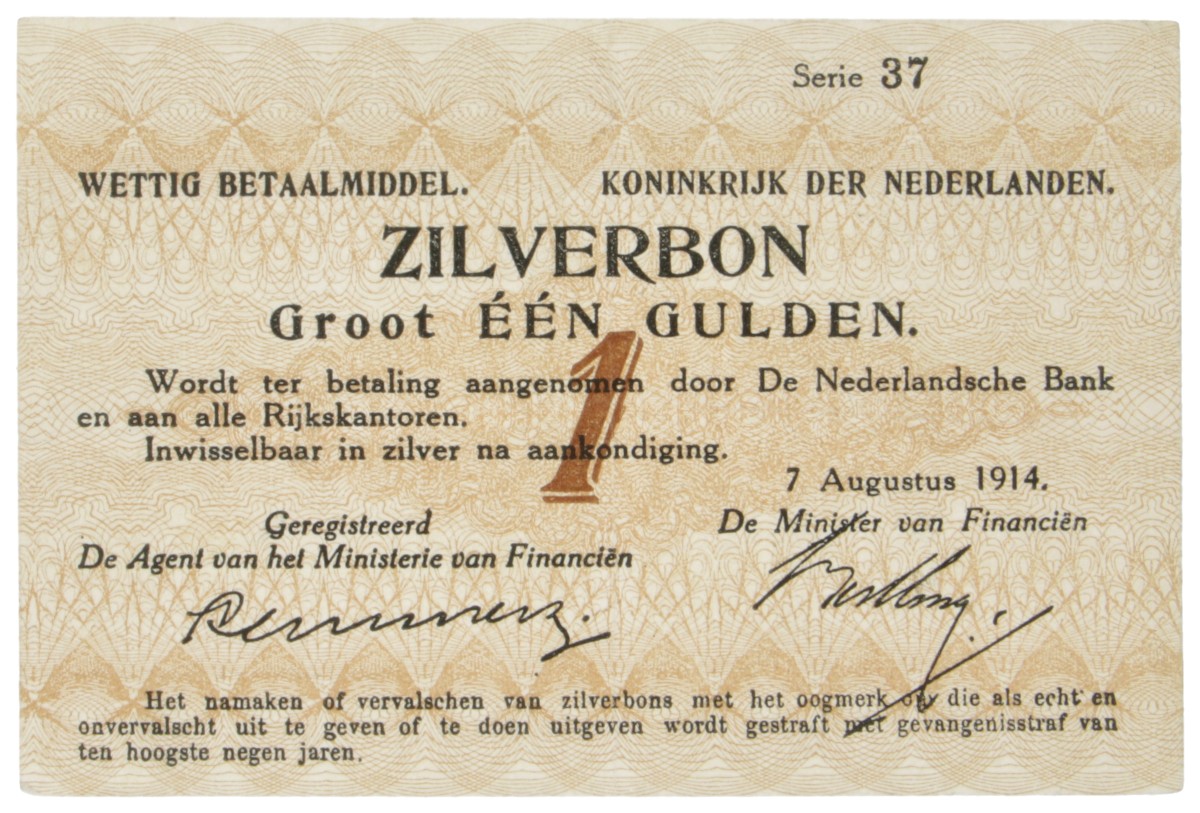 Serie 37
WETTIG BETAALMIDDEL. KONINKRIJK DER NEDERLANDEN.
ZILVERBON
Groot ÉÉN GULDEN.
1
Wordt ter betaling aangenomen door De Nederlandsche Bank
en aan alle Rijkskantoren.
Inwisselbaar in zilver na aankondiging.
7 Augustus 1914.
Geregistreerd
De Agent van het Ministerie van Financiën
De Minister van Financiën
Het namaken of vervalschen van zilverbons met het oogmerk om die als echt en
onvervalscht uit te geven of te doen uitgeven wordt gestraft met gevangenisstraf van
ten hoogste negen jaren.